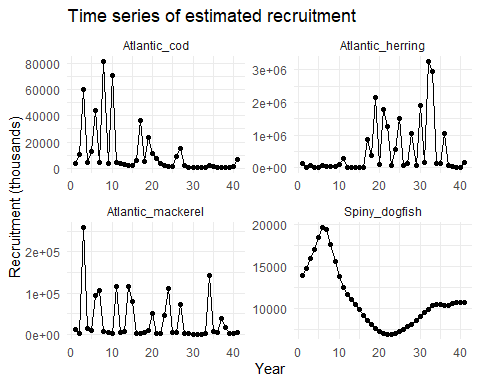 Time series of estimated recruitment
Atlantic_cod
Atlantic_herring
80000
60000
40000
20000
0
3e+06
2e+06
1e+06
0e+00
0 10 20 30 40
0 10 20 30 40
Recruitment (thousands)
Atlantic_mackerel
Spiny_dogfish
2e+05
1e+05
0e+00
20000
15000
10000
0 10 20 30 40
0 10 20 30 40
Year